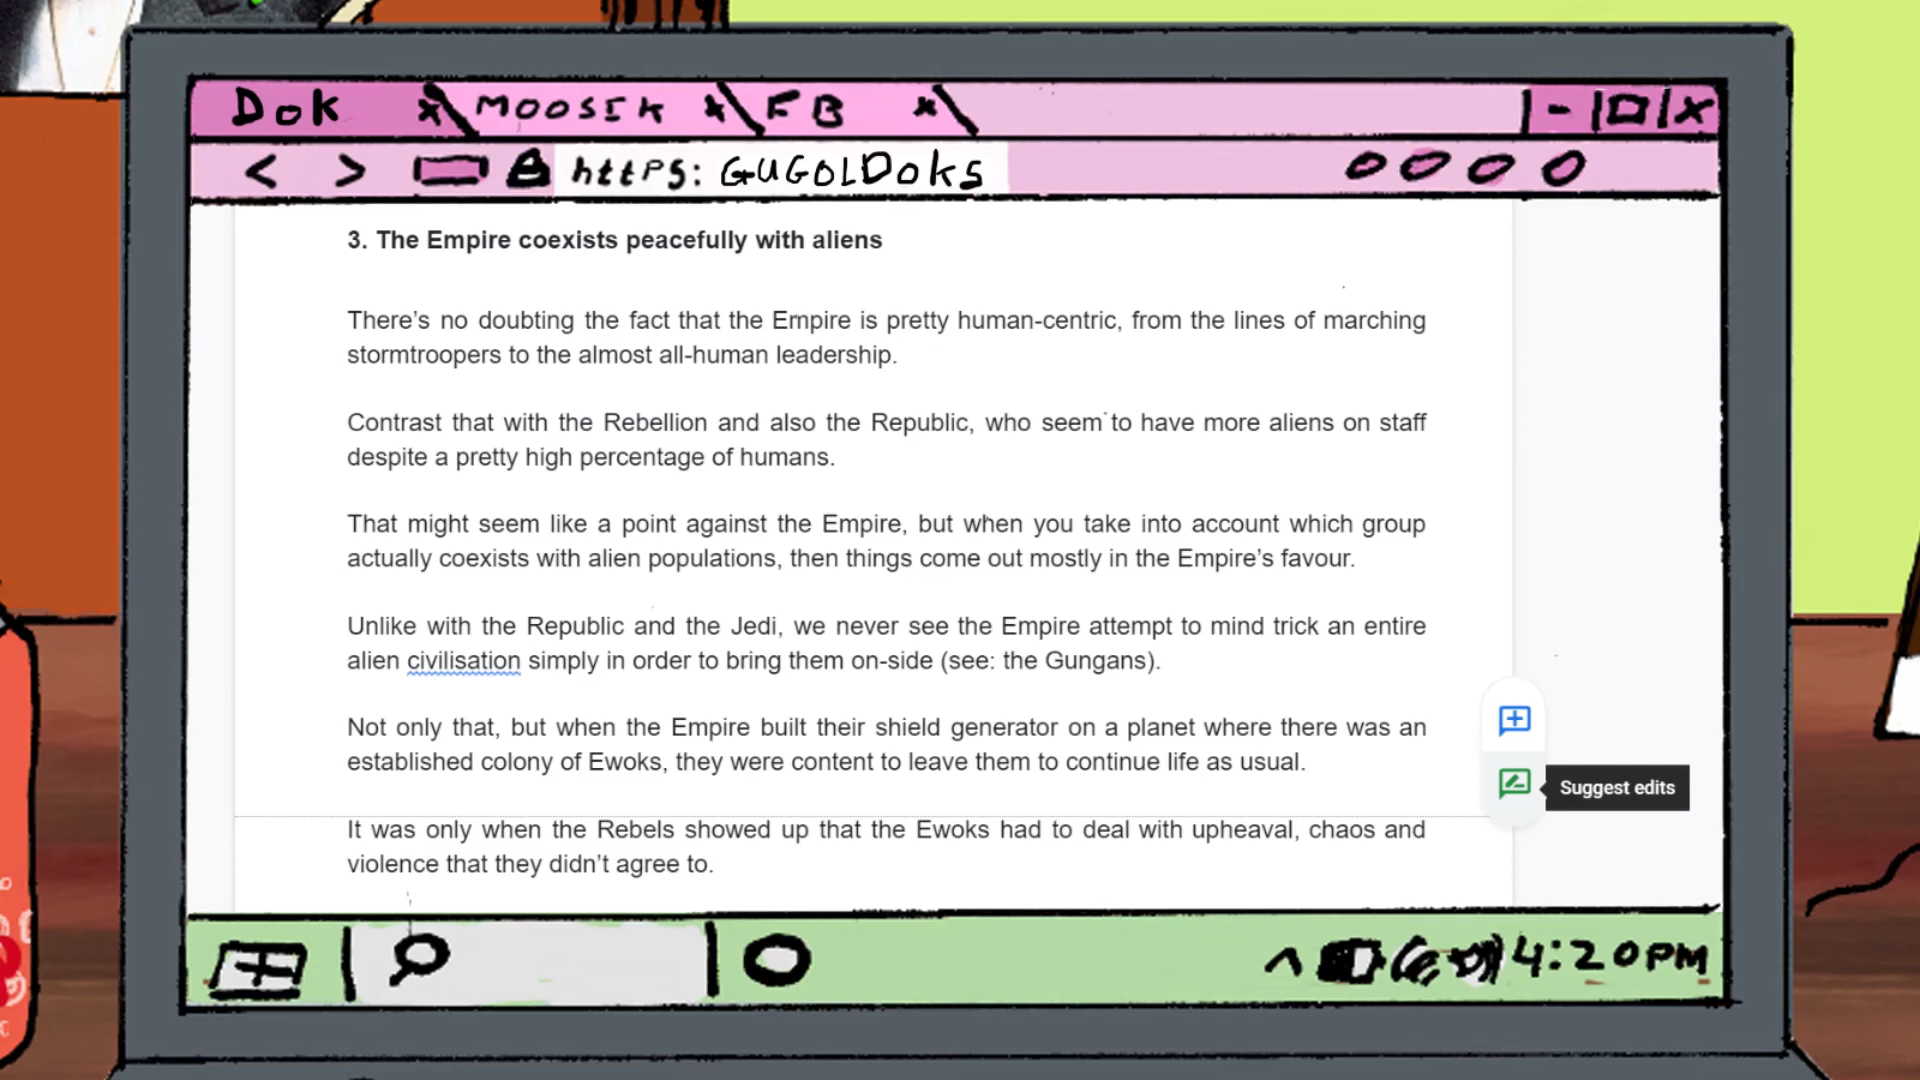 Dok x MOOSIK x FB x - x
< > https: GUGOLDoks
3. The Empire coexists peacefully with aliens
There's no doubting the fact that the Empire is pretty human-centric, from the lines of marching
stormtroopers to the almost all-human leadership.
Contrast that with the Rebellion and also the Republic, who seem to have more aliens on staff
despite a pretty high percentage of humans.
That might seem like a point against the Empire, but when you take into account which group
actually coexists with alien populations, then things come out mostly in the Empire's favour.
Unlike with the Republic and the Jedi, we never see the Empire attempt to mind trick an entire
alien civilisation simply in order to bring them on-side (see: the Gungans).
Not only that, but when the Empire built their shield generator on a planet where there was an
established colony of Ewoks, they were content to leave them to continue life as usual.
Suggest edits
It was only when the Rebels showed up that the Ewoks had to deal with upheaval, chaos and
violence that they didn't agree to.
4:20PM